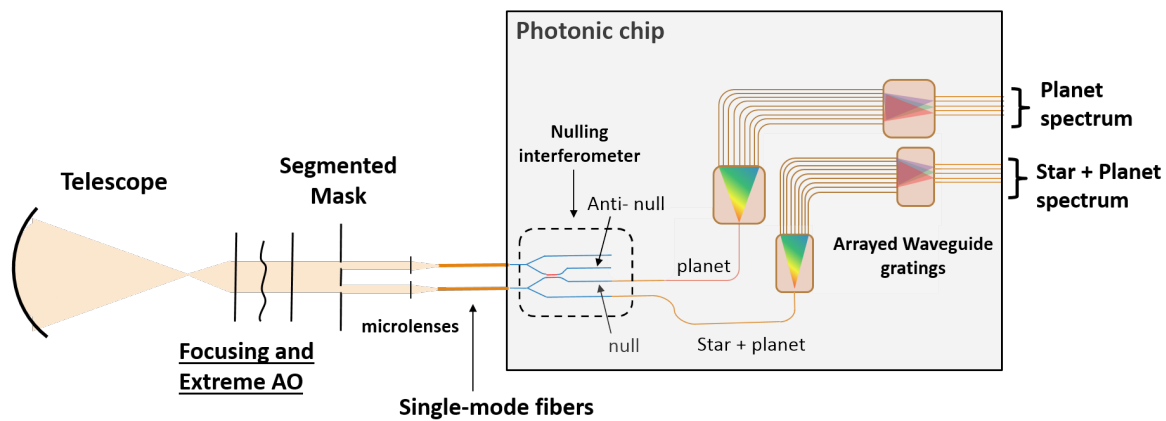 Photonic chip
Planet
spectrum
Nulling
interferometer
Segmented
Mask
Star + Planet
spectrum
Telescope
Anti- null
Arrayed Waveguide
gratings
planet
microlenses
null
Star + planet
Focusing and
Extreme AO
Single-mode fibers